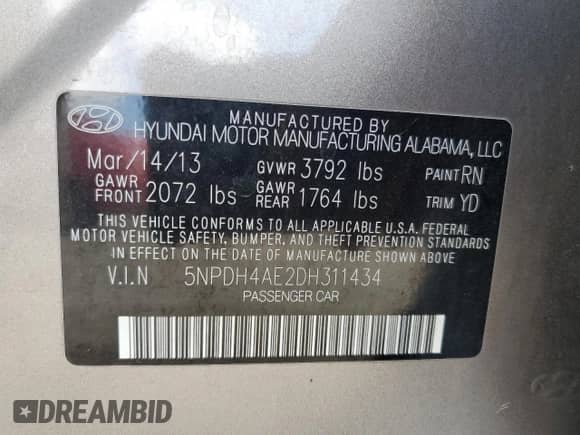 MANUFACTURED BY
HYUNDAI MOTOR MANUFACTURING ALABAMA, LLC
Mar/14/13 GVWR 3792 lbs PAINT RN
GAWR FRONT 2072 lbs GAWR REAR 1764 lbs TRIM YD
THIS VEHICLE CONFORMS TO ALL APPLICABLE U.S.A. FEDERAL
MOTOR VEHICLE SAFETY, BUMPER, AND THEFT PREVENTION STANDARDS
IN EFFECT ON THE DATE OF MANUFACTURE SHOWN ABOVE.
V.I.N 5NPDH4AE2DH311434
PASSENGER CAR
DREAMBID